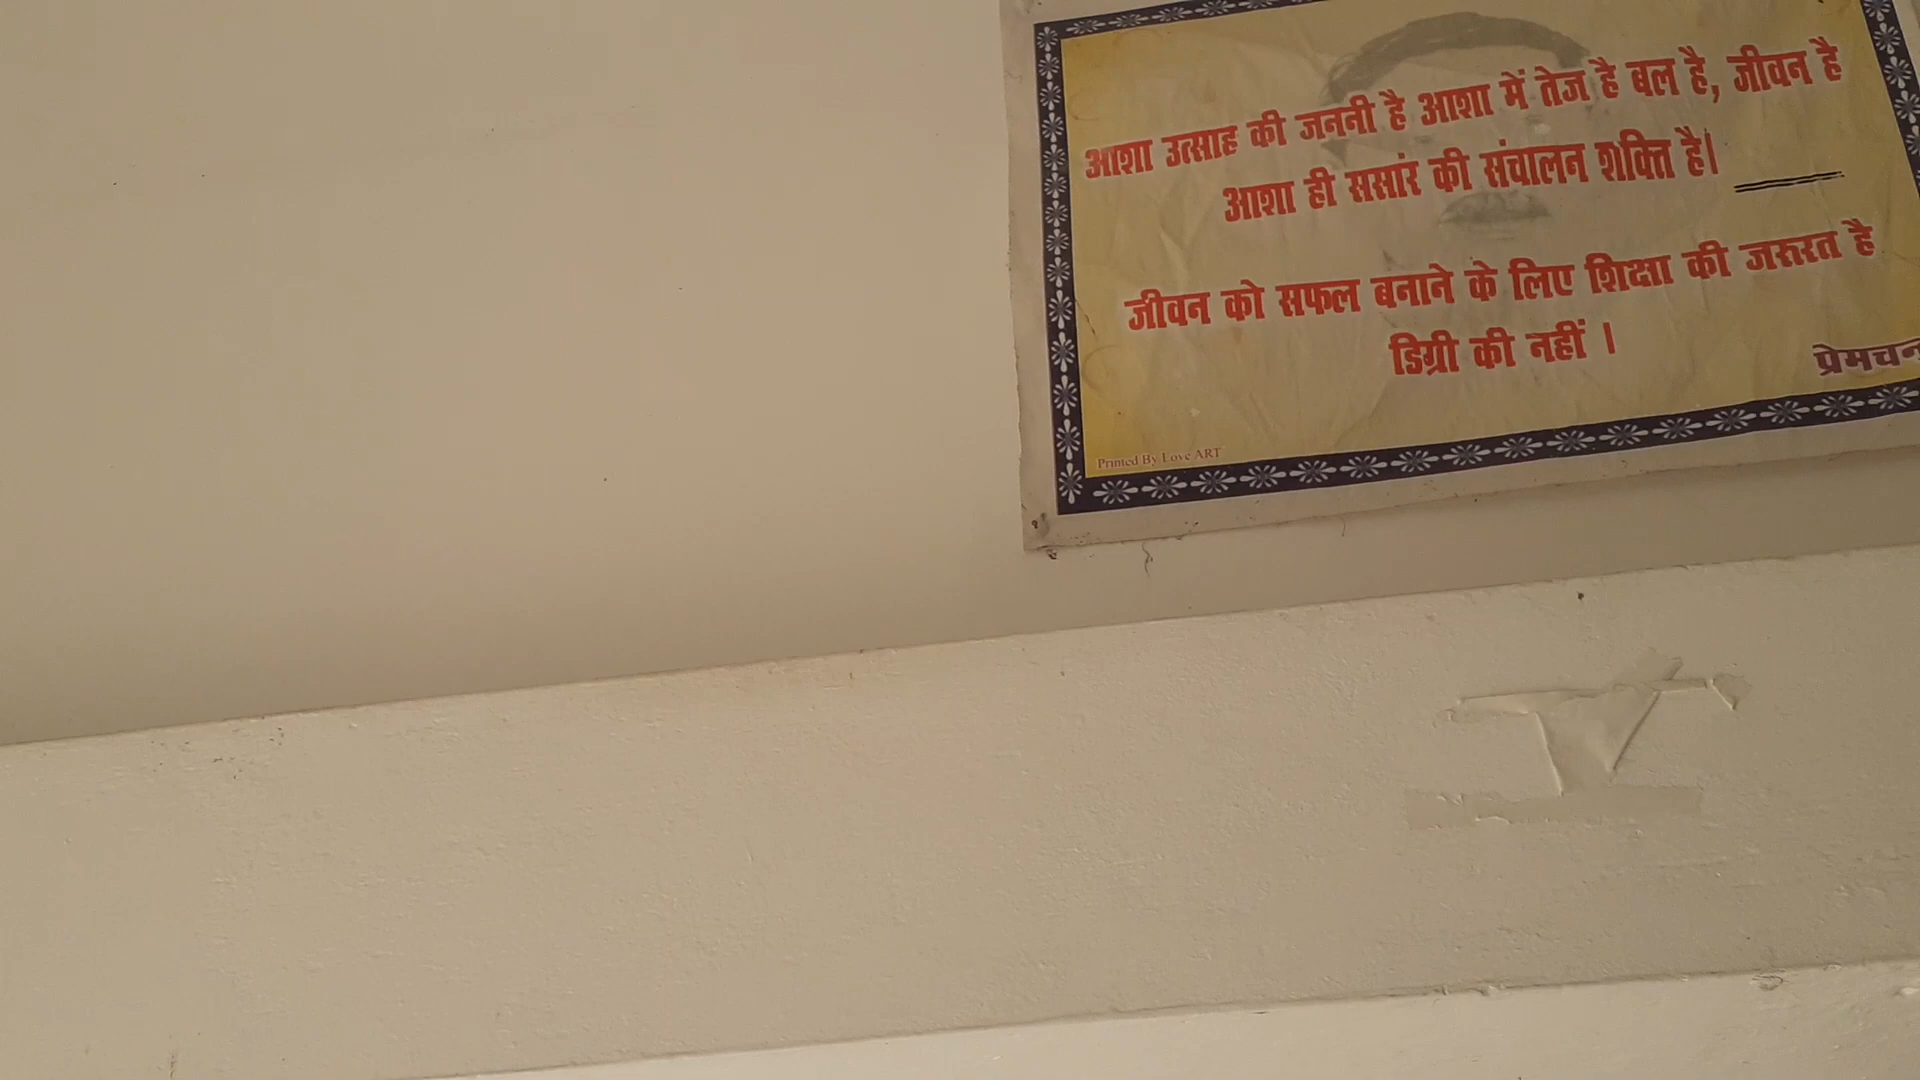 आशा उत्साह की जननी है आशा में तेज है बल है, जीवन है
आशा ही ससांर की संचालन शक्ति है।
जीवन को सफल बनाने के लिए शिक्षा की जरूरत है
डिग्री की नहीं ।
Printed By Love ART